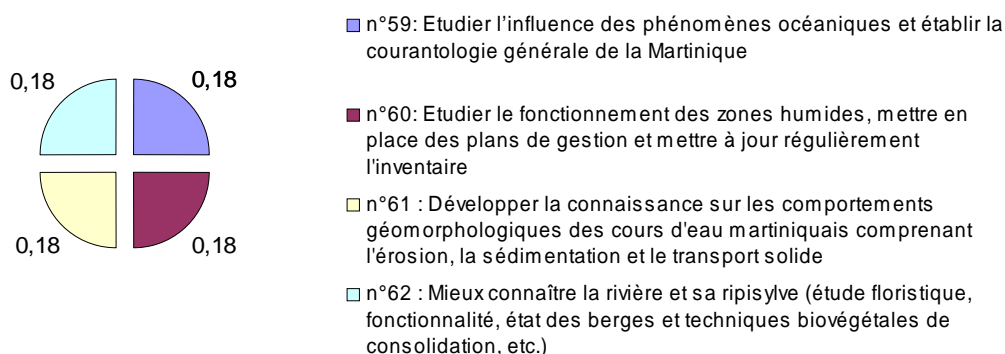 0,18
0,18
0,18
0,18
n°59: Etudier l'influence des phénomènes océaniques et établir la
courantologie générale de la Martinique
n°60: Etudier le fonctionnement des zones humides, mettre en
place des plans de gestion et mettre à jour régulièrement
l'inventaire
n°61 : Développer la connaissance sur les comportements
géomorphologiques des cours d'eau martiniquais comprenant
l'érosion, la sédimentation et le transport solide
n°62 : Mieux connaître la rivière et sa ripisylve (étude floristique,
fonctionnalité, état des berges et techniques biovégétales de
consolidation, etc.)